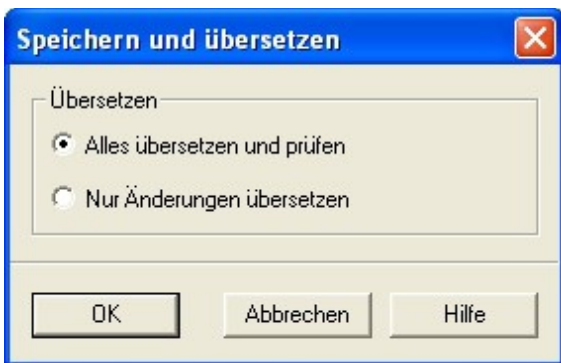 Speichern und übersetzen
Übersetzen
Alles übersetzen und prüfen
Nur Änderungen übersetzen
OK Abbrechen Hilfe